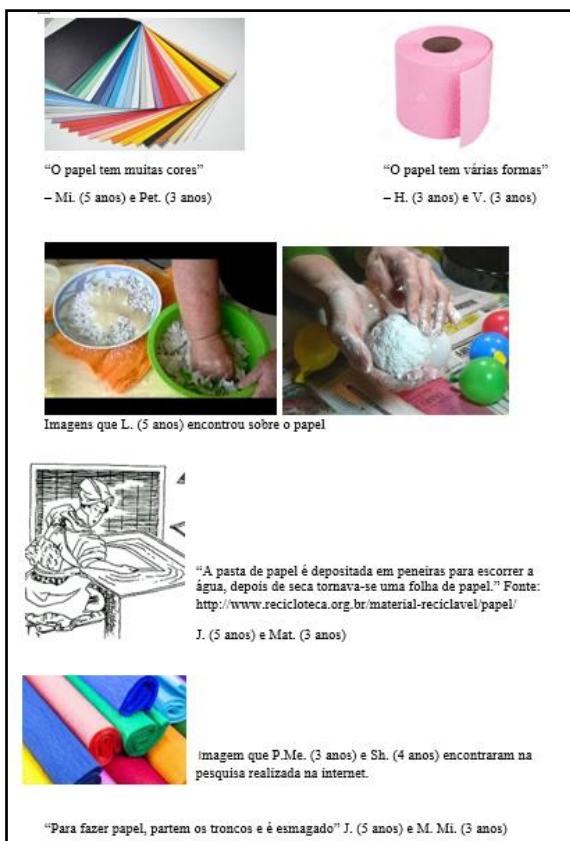 “O papel tem muitas cores”
– Mi. (5 anos) e Pet. (3 anos)
“O papel tem várias formas”
– H. (3 anos) e V. (3 anos)
Imagens que L. (5 anos) encontrou sobre o papel
“A pasta de papel é depositada em peneiras para escorrer a
água, depois de seca tornava-se uma folha de papel.” Fonte:
http://www.recicloteca.org.br/material-reciclavel/papel/
J. (5 anos) e Mat. (3 anos)
Imagem que P.Me. (3 anos) e Sh. (4 anos) encontraram na
pesquisa realizada na internet.
“Para fazer papel, partem os troncos e é esmagado” J. (5 anos) e M. Mi. (3 anos)